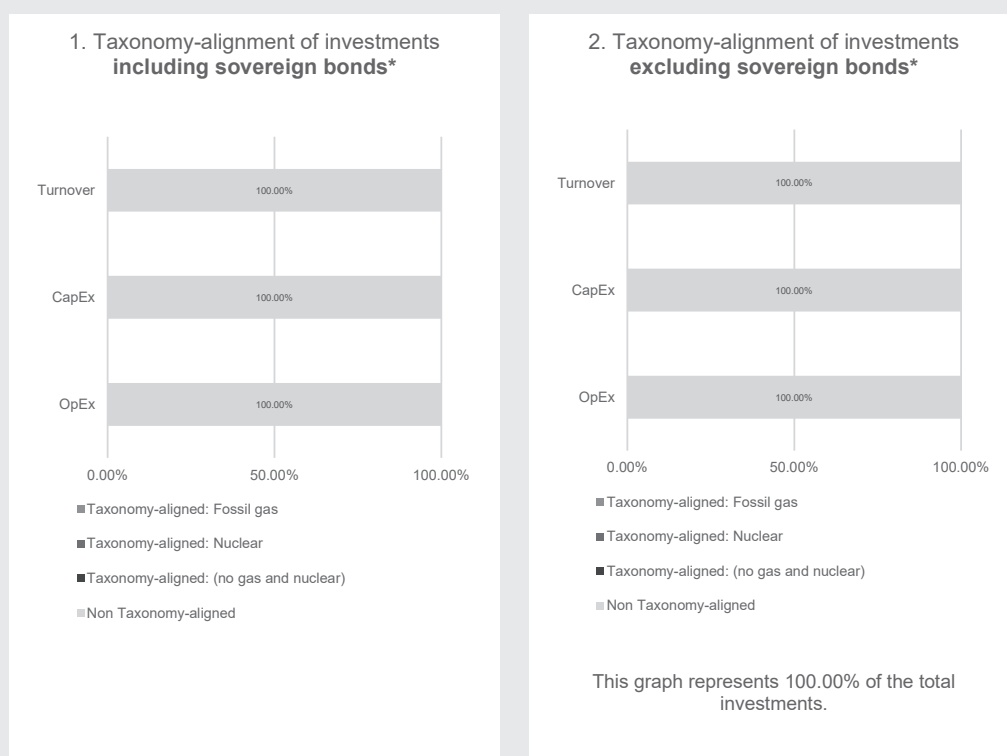 1. Taxonomy-alignment of investments
including sovereign bonds*
Turnover
100.00%
CapEx
100.00%
OpEx
100.00%
0.00%
50.00%
100.00%
Taxonomy-aligned: Fossil gas
Taxonomy-aligned: Nuclear
Taxonomy-aligned: (no gas and nuclear)
Non Taxonomy-aligned
2. Taxonomy-alignment of investments
excluding sovereign bonds*
Turnover
100.00%
CapEx
100.00%
OpEx
100.00%
0.00%
50.00%
100.00%
Taxonomy-aligned: Fossil gas
Taxonomy-aligned: Nuclear
Taxonomy-aligned: (no gas and nuclear)
Non Taxonomy-aligned
This graph represents 100.00% of the total
investments.